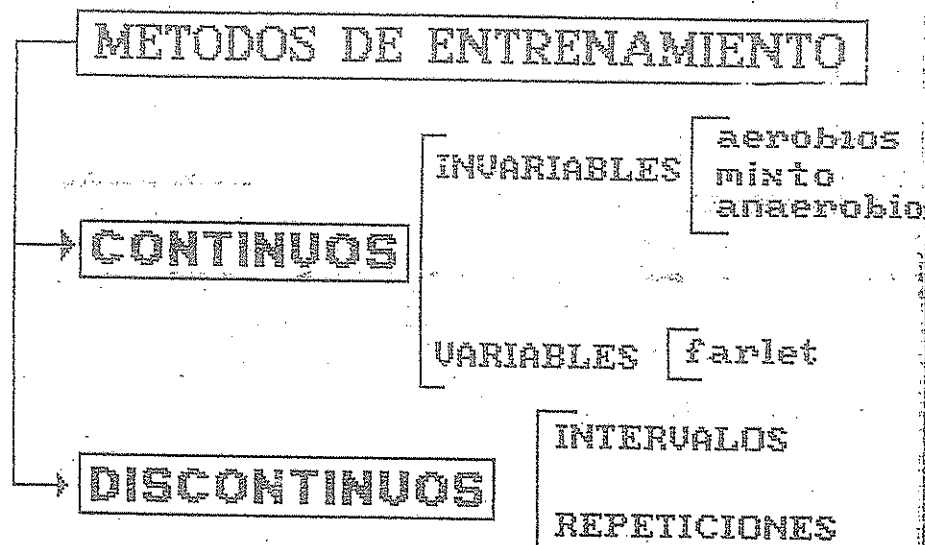 METODOS DE ENTRENAMIENTO
INVARIABLES
aerobios
mixto
anaerobio
CONTINUOS
VARIABLES
farlet
DISCONTINUOS
INTERVALOS
REPETICIONES